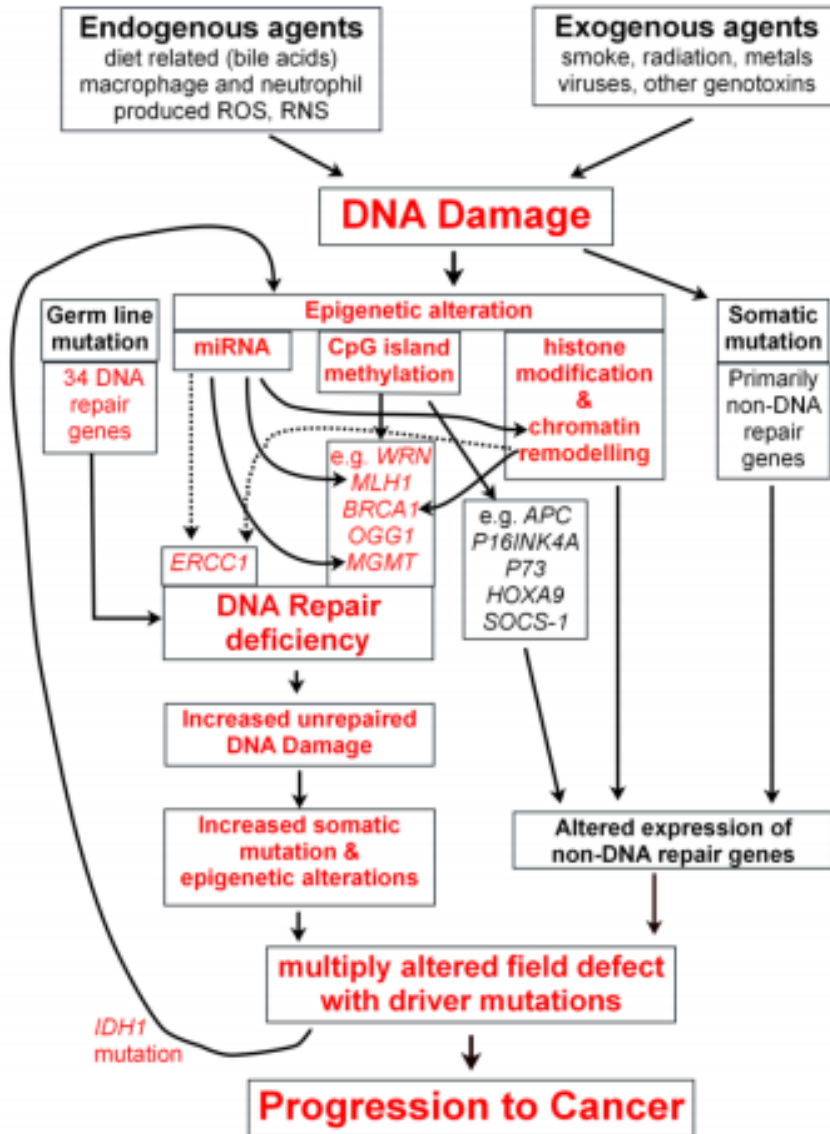 Endogenous agents
diet related (bile acids)
macrophage and neutrophil
produced ROS, RNS
Exogenous agents
smoke, radiation, metals
viruses, other genotoxins
DNA Damage
Epigenetic alteration
Germ line
mutation
34 DNA
repair
genes
miRNA
CpG island
methylation
histone
modification
&
chromatin
remodelling
Somatic
mutation
Primarily
non-DNA
repair
genes
e.g. WRN
MLH1
BRCA1
OGG1
MGMT
ERCC1
e.g. APC
P16INK4A
P73
HOXA9
SOCS-1
DNA Repair
deficiency
Increased unrepaired
DNA Damage
Increased somatic
mutation &
epigenetic alterations
Altered expression of
non-DNA repair genes
multiply altered field defect
with driver mutations
IDH1
mutation
Progression to Cancer